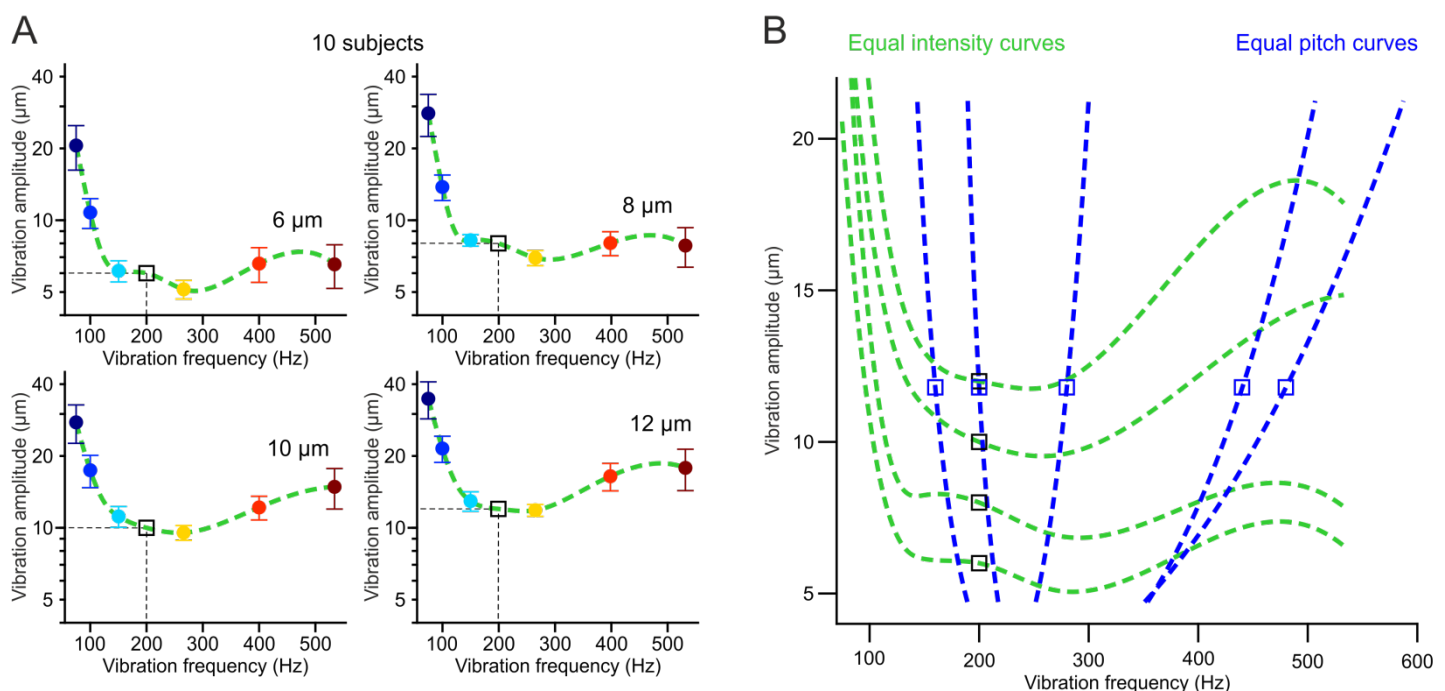 A
10 subjects
40
20
10
5
Vibration amplitude (µm)
6 µm
100 200 300 400 500
Vibration frequency (Hz)
40
20
10
5
Vibration amplitude (µm)
8 µm
100 200 300 400 500
Vibration frequency (Hz)
40
20
10
5
Vibration amplitude (µm)
10 µm
100 200 300 400 500
Vibration frequency (Hz)
40
20
10
5
Vibration amplitude (µm)
12 µm
100 200 300 400 500
Vibration frequency (Hz)
B
Equal intensity curves
Equal pitch curves
20
15
10
5
Vibration amplitude (µm)
100 200 300 400 500 600
Vibration frequency (Hz)